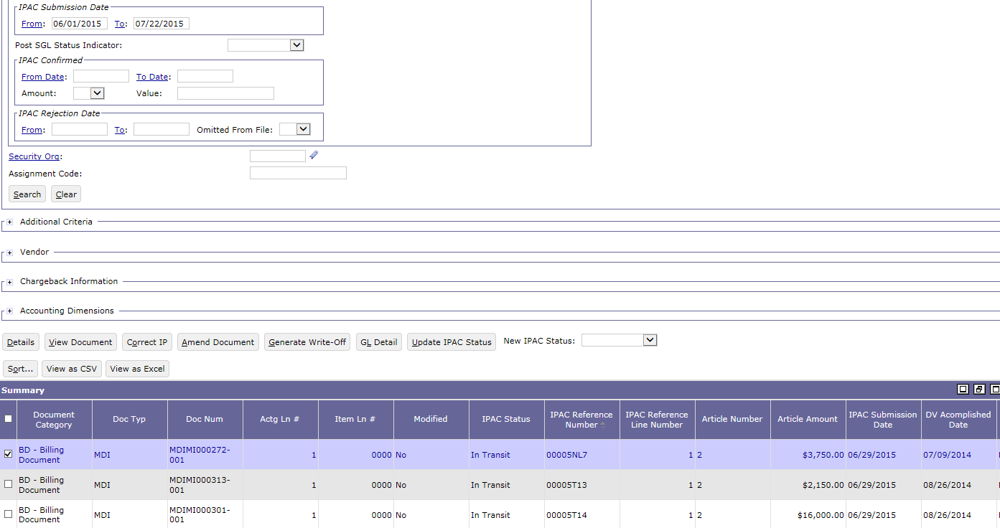 IPAC Submission Date
From: 06/01/2015 To: 07/22/2015
Post SGL Status Indicator:
IPAC Confirmed
From Date: To Date:
Amount: Value:
IPAC Rejection Date
From: To: Omitted From File:
Security Org:
Assignment Code:
Search Clear
Additional Criteria
Vendor
Chargeback Information
Accounting Dimensions
Details View Document Correct IP Amend Document Generate Write-Off GL Detail Update IPAC Status New IPAC Status:
Sort... View as CSV View as Excel
Summary
Document Category Doc Typ Doc Num Actg Ln # Item Ln # Modified IPAC Status IPAC Reference Number IPAC Reference Line Number Article Number Article Amount IPAC Submission Date DV Acomplished Date
BD - Billing Document MDI MDIMI000272-001 1 0000 No In Transit 00005NL7 1 2 $3,750.00 06/29/2015 07/09/2014
BD - Billing Document MDI MDIMI000313-001 1 0000 No In Transit 00005T13 1 2 $2,150.00 06/29/2015 08/26/2014
BD - Billing Document MDI MDIMI000301-001 1 0000 No In Transit 00005T14 1 2 $16,000.00 06/29/2015 08/26/2014